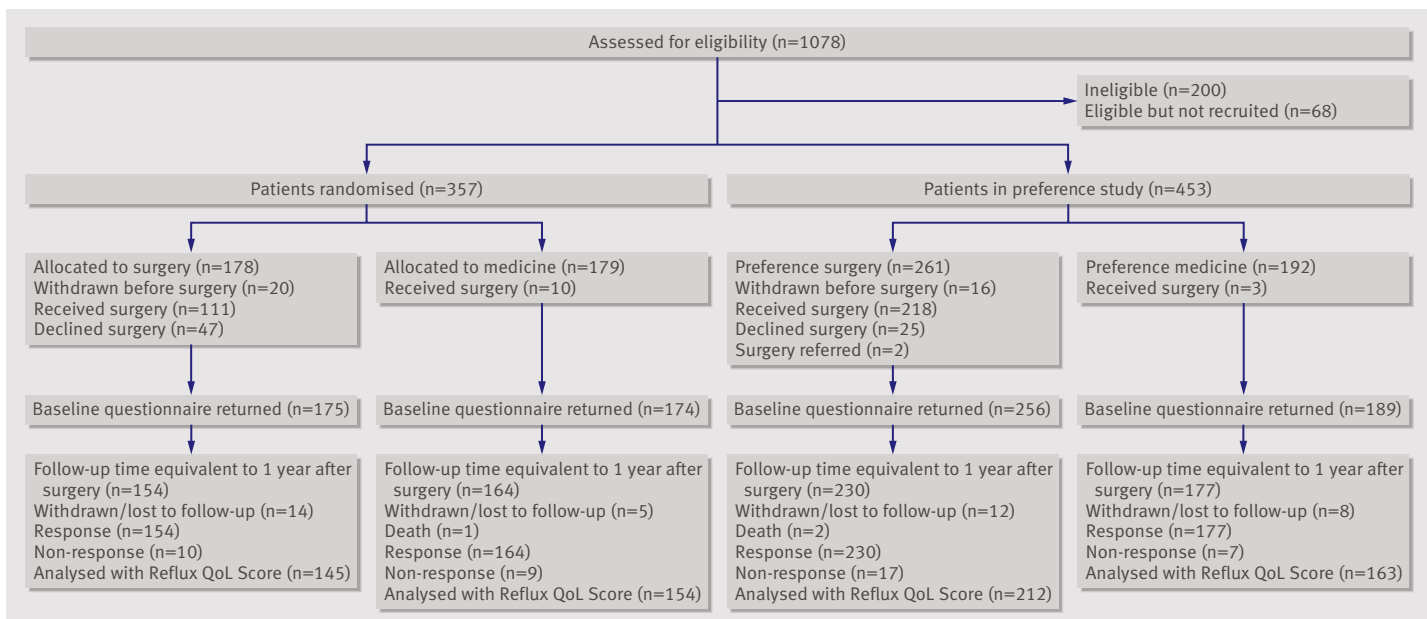 Assessed for eligibility (n=1078)
Ineligible (n=200)
Eligible but not recruited (n=68)
Patients randomised (n=357)
Patients in preference study (n=453)
Allocated to surgery (n=178)
Withdrawn before surgery (n=20)
Received surgery (n=111)
Declined surgery (n=47)
Allocated to medicine (n=179)
Received surgery (n=10)
Preference surgery (n=261)
Withdrawn before surgery (n=16)
Received surgery (n=218)
Declined surgery (n=25)
Surgery referred (n=2)
Preference medicine (n=192)
Received surgery (n=3)
Baseline questionnaire returned (n=175)
Baseline questionnaire returned (n=174)
Baseline questionnaire returned (n=256)
Baseline questionnaire returned (n=189)
Follow-up time equivalent to 1 year after
surgery (n=154)
Withdrawn/lost to follow-up (n=14)
Response (n=154)
Non-response (n=10)
Analysed with Reflux QoL Score (n=145)
Follow-up time equivalent to 1 year after
surgery (n=164)
Withdrawn/lost to follow-up (n=5)
Death (n=1)
Response (n=164)
Non-response (n=9)
Analysed with Reflux QoL Score (n=154)
Follow-up time equivalent to 1 year after
surgery (n=230)
Withdrawn/lost to follow-up (n=12)
Death (n=2)
Response (n=230)
Non-response (n=17)
Analysed with Reflux QoL Score (n=212)
Follow-up time equivalent to 1 year after
surgery (n=177)
Withdrawn/lost to follow-up (n=8)
Response (n=177)
Non-response (n=7)
Analysed with Reflux QoL Score (n=163)